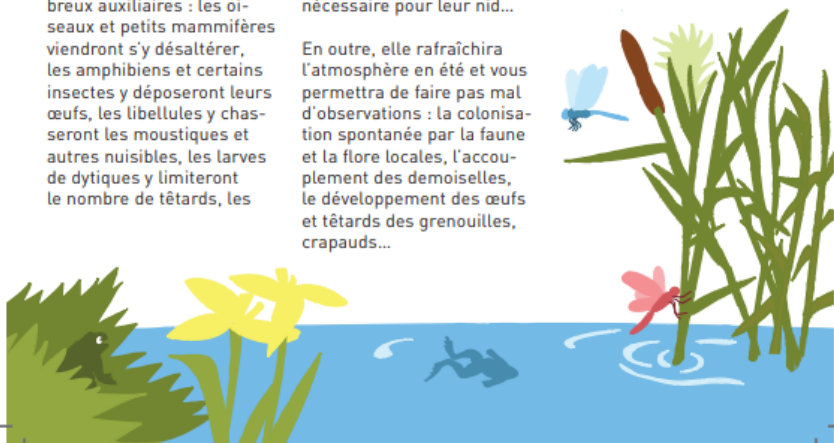 breux auxiliaires : les oi-
seaux et petits mammifères
viendront s'y désaltérer,
les amphibiens et certains
insectes y déposeront leurs
œufs, les libellules y chas-
seront les moustiques et
autres nuisibles, les larves
de dytiques y limiteront
le nombre de têtards, les
nécessaire pour leur nid...
En outre, elle rafraîchira
l'atmosphère en été et vous
permettra de faire pas mal
d'observations : la colonisa-
tion spontanée par la faune
et la flore locales, l'accou-
plement des demoiselles,
le développement des œufs
et têtards des grenouilles,
crapauds...